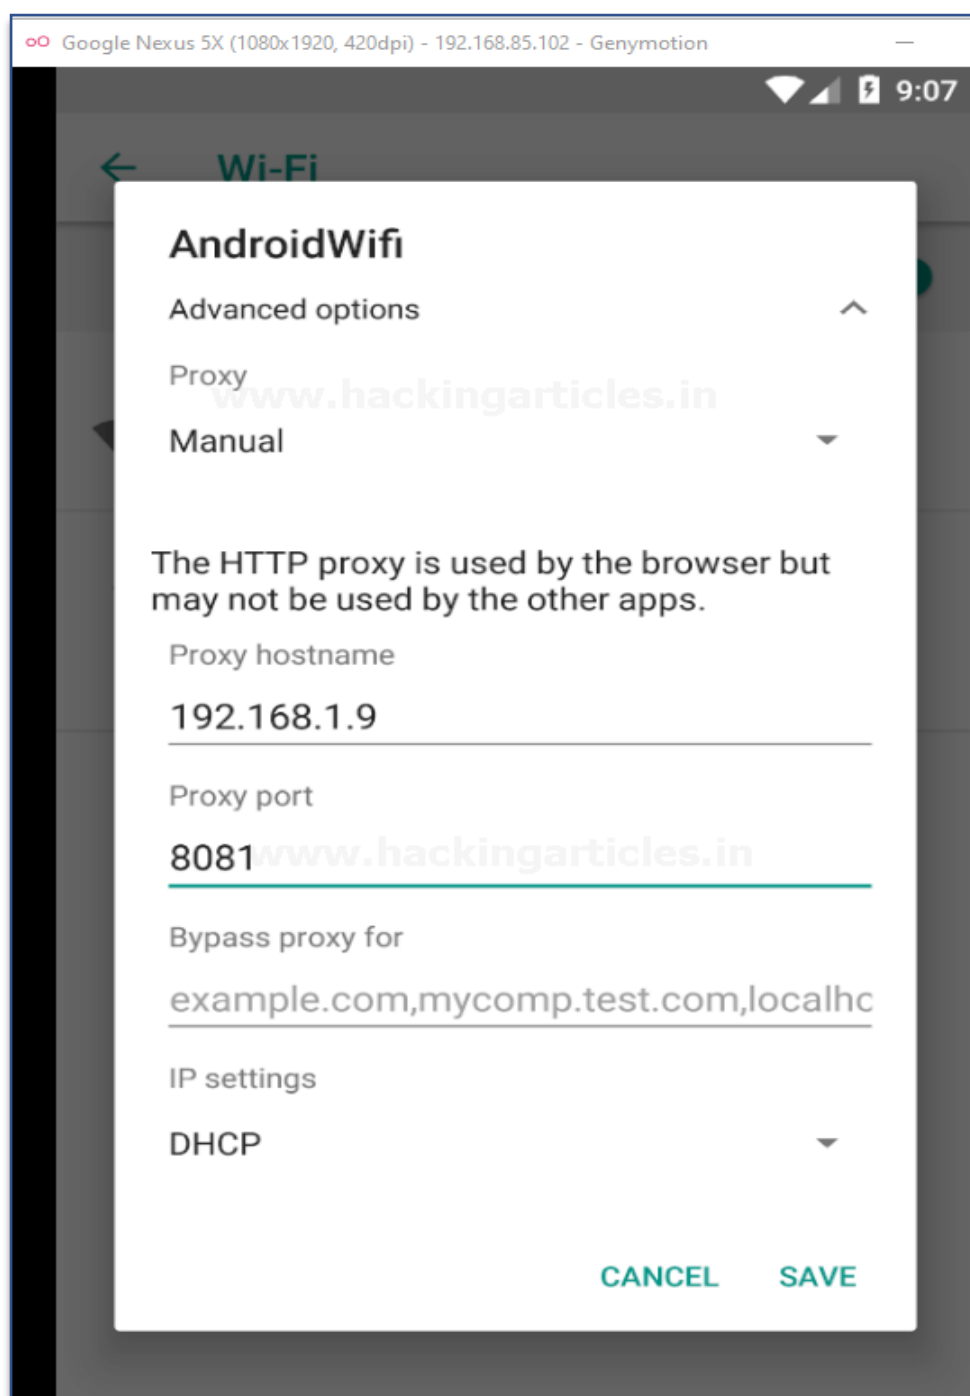 Google Nexus 5X (1080x1920, 420dpi) - 192.168.85.102 - Genymotion
9:07
Wi-Fi
AndroidWifi
Advanced options
Proxy
www.hackingarticles.in
Manual
The HTTP proxy is used by the browser but
may not be used by the other apps.
Proxy hostname
192.168.1.9
Proxy port
8081
www.hackingarticles.in
Bypass proxy for
example.com,mycomp.test.com,localhc
IP settings
DHCP
CANCEL SAVE